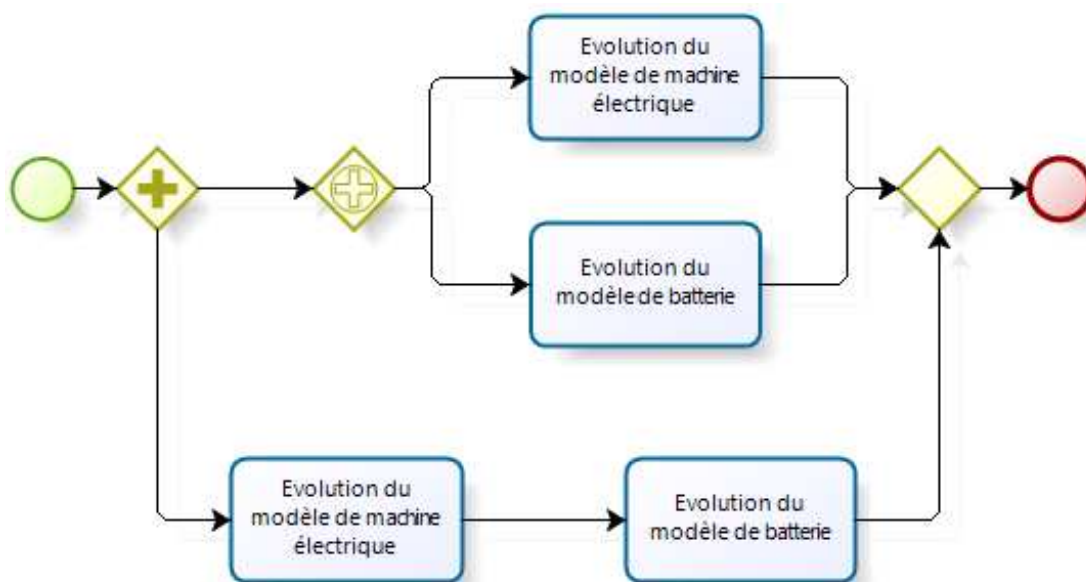 Evolution du
modèle de machine
électrique
Evolution du
modèle de batterie
Evolution du
modèle de machine
électrique
Evolution du
modèle de batterie